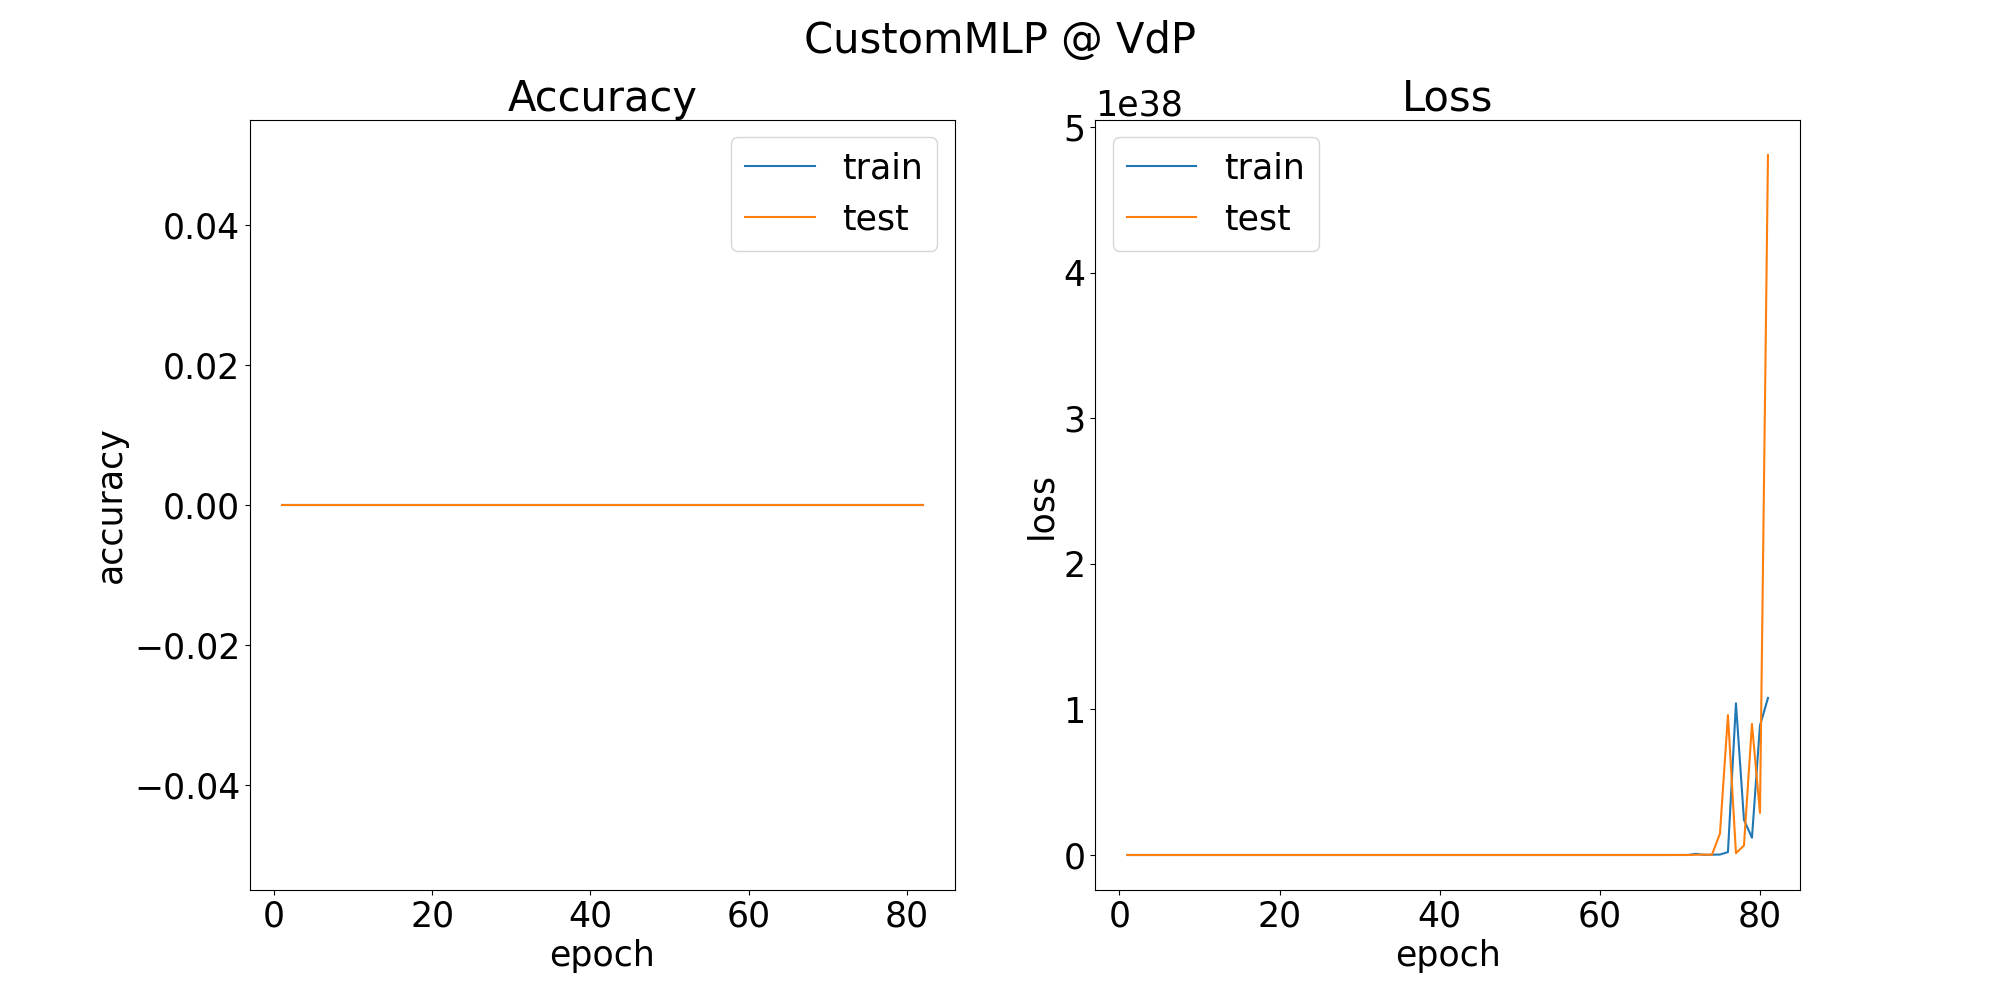 CustomMLP @ VdP
Accuracy
train
test
0.04
0.02
0.00
−0.02
−0.04
accuracy
0 20 40 60 80
epoch
Loss
1e38
train
test
5
4
3
2
1
0
loss
0 20 40 60 80
epoch